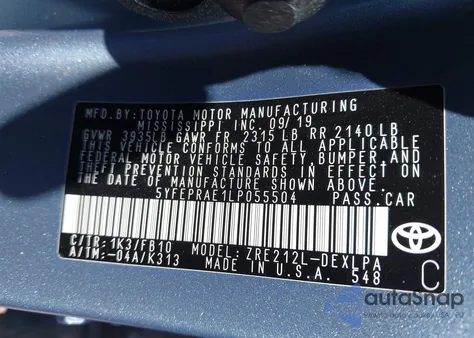 MFD. BY: TOYOTA MOTOR MANUFACTURING
MISSISSIPPI, INC. 09/19
GVWR 3935LB GAWR FR 2315LB RR 2140LB
THIS VEHICLE CONFORMS TO ALL APPLICABLE
FEDERAL MOTOR VEHICLE SAFETY, BUMPER, AND
THEFT PREVENTION STANDARDS IN EFFECT ON
THE DATE OF MANUFACTURE SHOWN ABOVE.
5YFEPRAE1LP055504 PASS.CAR
C/TR: 1K3/FB10 MODEL: ZRE212L-DEXLPA
A/TM: -04A/K313 MADE IN U.S.A. 548
TOYOTA
C
autoSnap